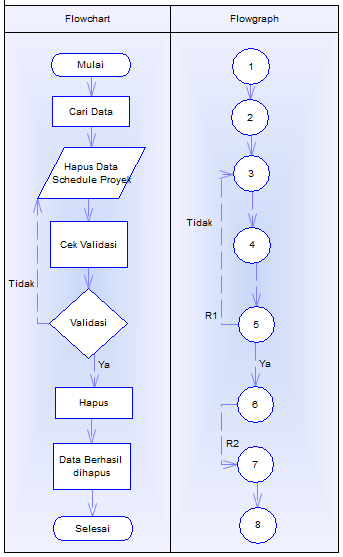 Flowchart
Flowgraph
Mulai
Cari Data
Hapus Data
Schedule Proyek
Cek Validasi
Tidak
Validasi
Ya
Hapus
Data Berhasil
dihapus
Selesai
1
2
3
Tidak
4
R1
5
Ya
6
R2
7
8